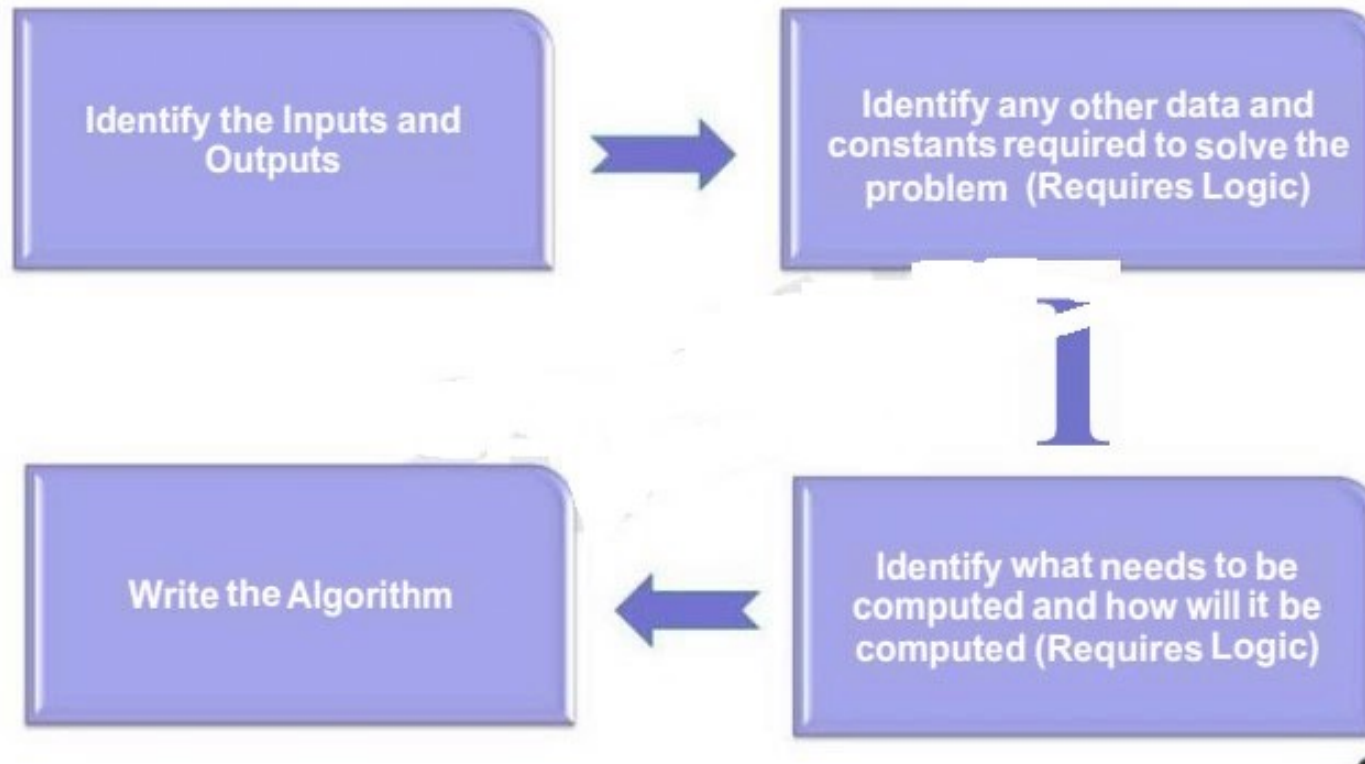 Identify the Inputs and
Outputs
Identify any other data and
constants required to solve the
problem (Requires Logic)
Identify what needs to be
computed and how will it be
computed (Requires Logic)
Write the Algorithm